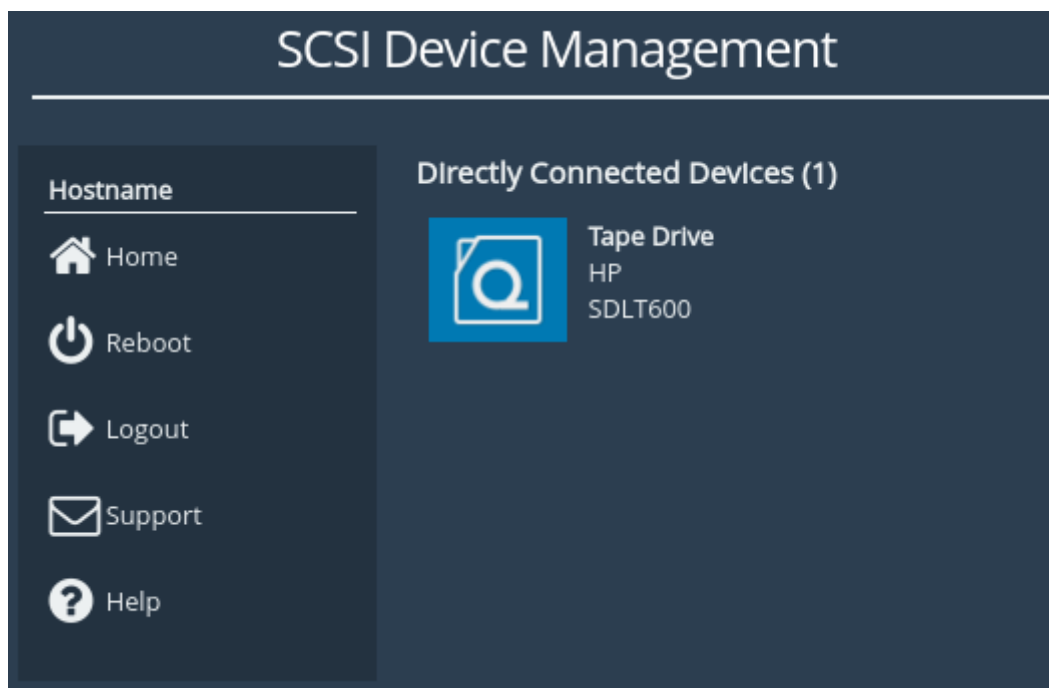 SCSI Device Management
Hostname
Home
Reboot
Logout
Support
Help
Directly Connected Devices (1)
Tape Drive
HP
SDLT600